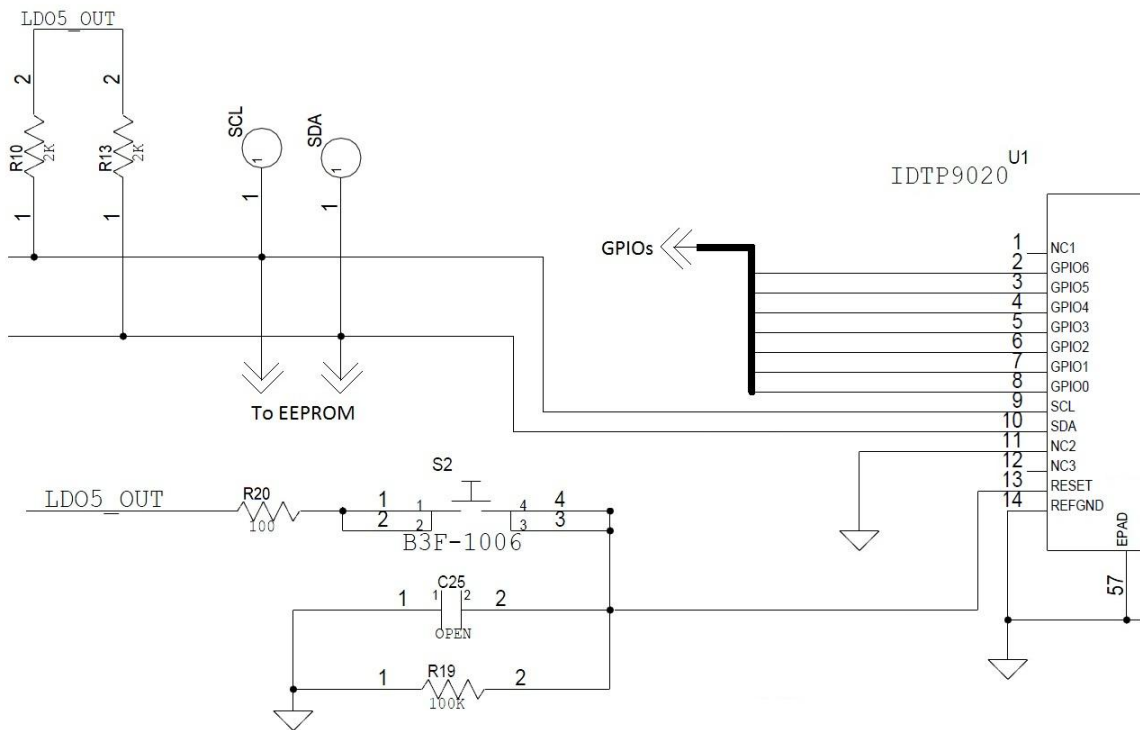 LDO5_OUT
2 2
R10 2K R13 2K
1 1
SCL
1
1
SDA
1
1
To EEPROM
GPIOs
U1
IDTP9020
1 NC1
2 GPIO6
3 GPIO5
4 GPIO4
5 GPIO3
6 GPIO2
7 GPIO1
8 GPIO0
9 SCL
10 SDA
11 NC2
12 NC3
13 RESET
14 REFGND
EPAD
57
S2
LDO5_OUT
R20
100
1 1 4 4
2 2 3 3
B3F-1006
C25
1 1 2 2
OPEN
1 R19 2
100K